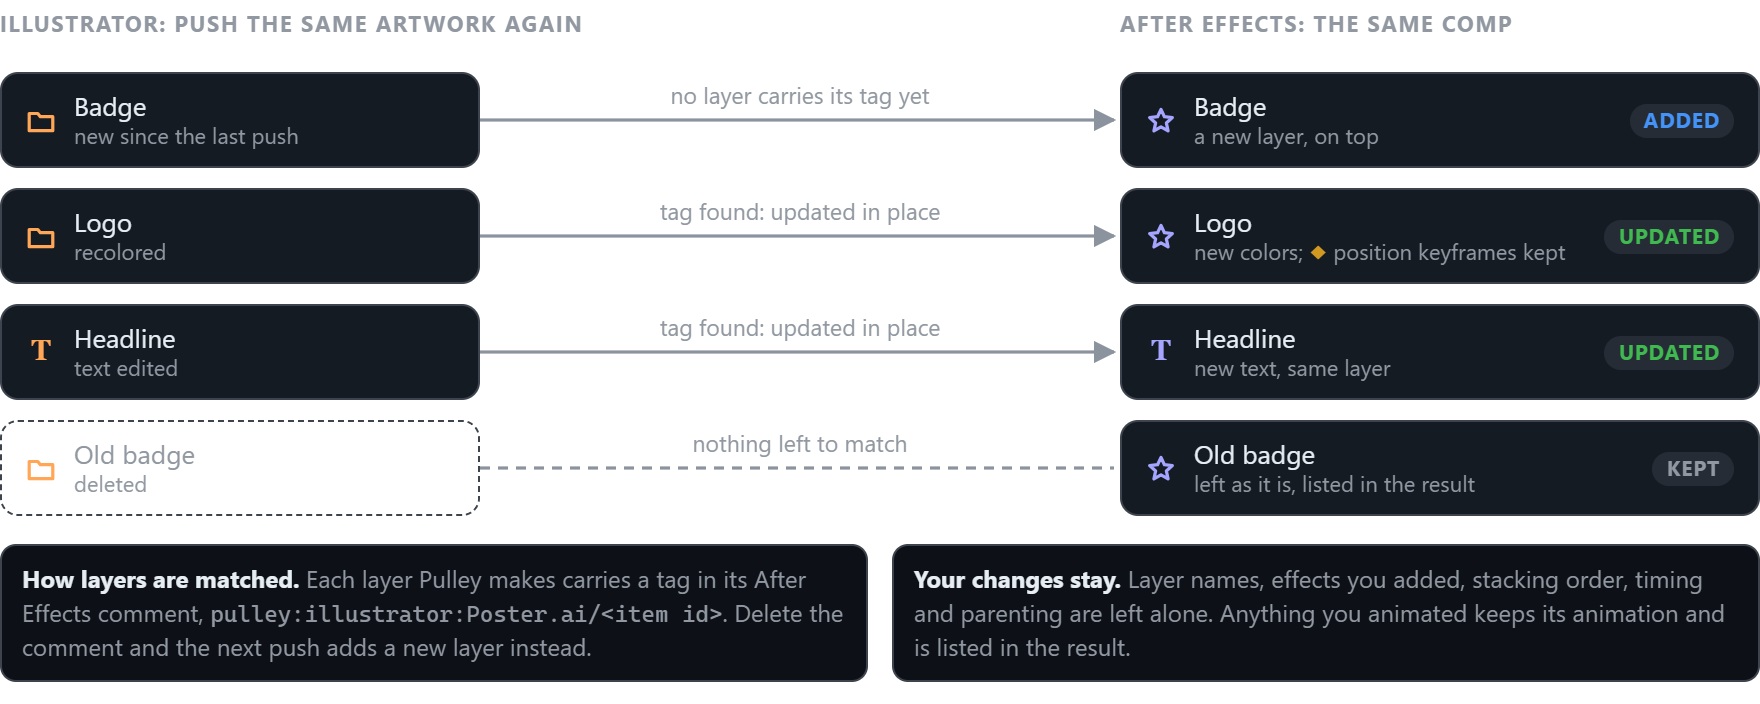 ILLUSTRATOR: PUSH THE SAME ARTWORK AGAIN
AFTER EFFECTS: THE SAME COMP
Badge
new since the last push
no layer carries its tag yet
Badge
a new layer, on top
ADDED
Logo
recolored
tag found: updated in place
Logo
new colors; ◆ position keyframes kept
UPDATED
Headline
text edited
tag found: updated in place
Headline
new text, same layer
UPDATED
Old badge
deleted
nothing left to match
Old badge
left as it is, listed in the result
KEPT
How layers are matched. Each layer Pulley makes carries a tag in its After
Effects comment, pulley:illustrator:Poster.ai/<item id>. Delete the
comment and the next push adds a new layer instead.
Your changes stay. Layer names, effects you added, stacking order, timing
and parenting are left alone. Anything you animated keeps its animation and
is listed in the result.